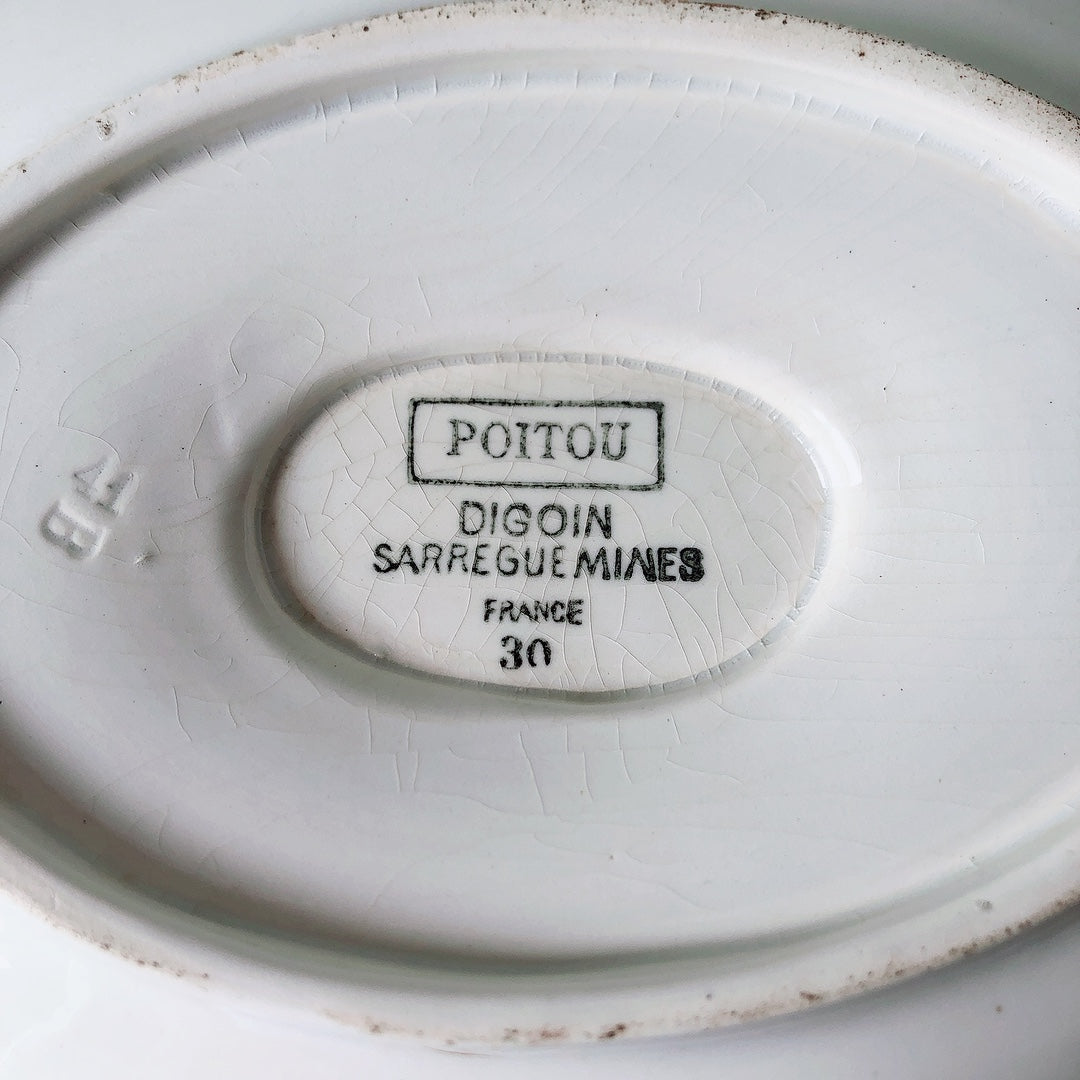 POITOU
DIGOIN
SARREGUEMINES
FRANCE
30